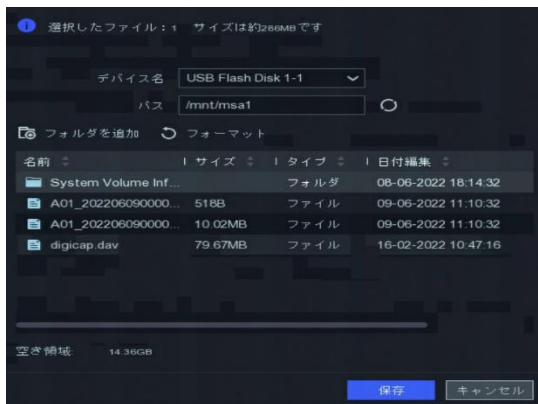 選択したファイル：1 サイズは約286MBです
デバイス名 USB Flash Disk 1-1
パス /mnt/msa1
フォルダを追加 フォーマット
名前 サイズ タイプ 日付編集
System Volume Inf... フォルダ 08-06-2022 18:14:32
A01_202206090000... 518B ファイル 09-06-2022 11:10:32
A01_202206090000... 10.02MB ファイル 09-06-2022 11:10:32
digicap.dav 79.67MB ファイル 16-02-2022 10:47:16
空き領域: 14.36GB
保存 キャンセル